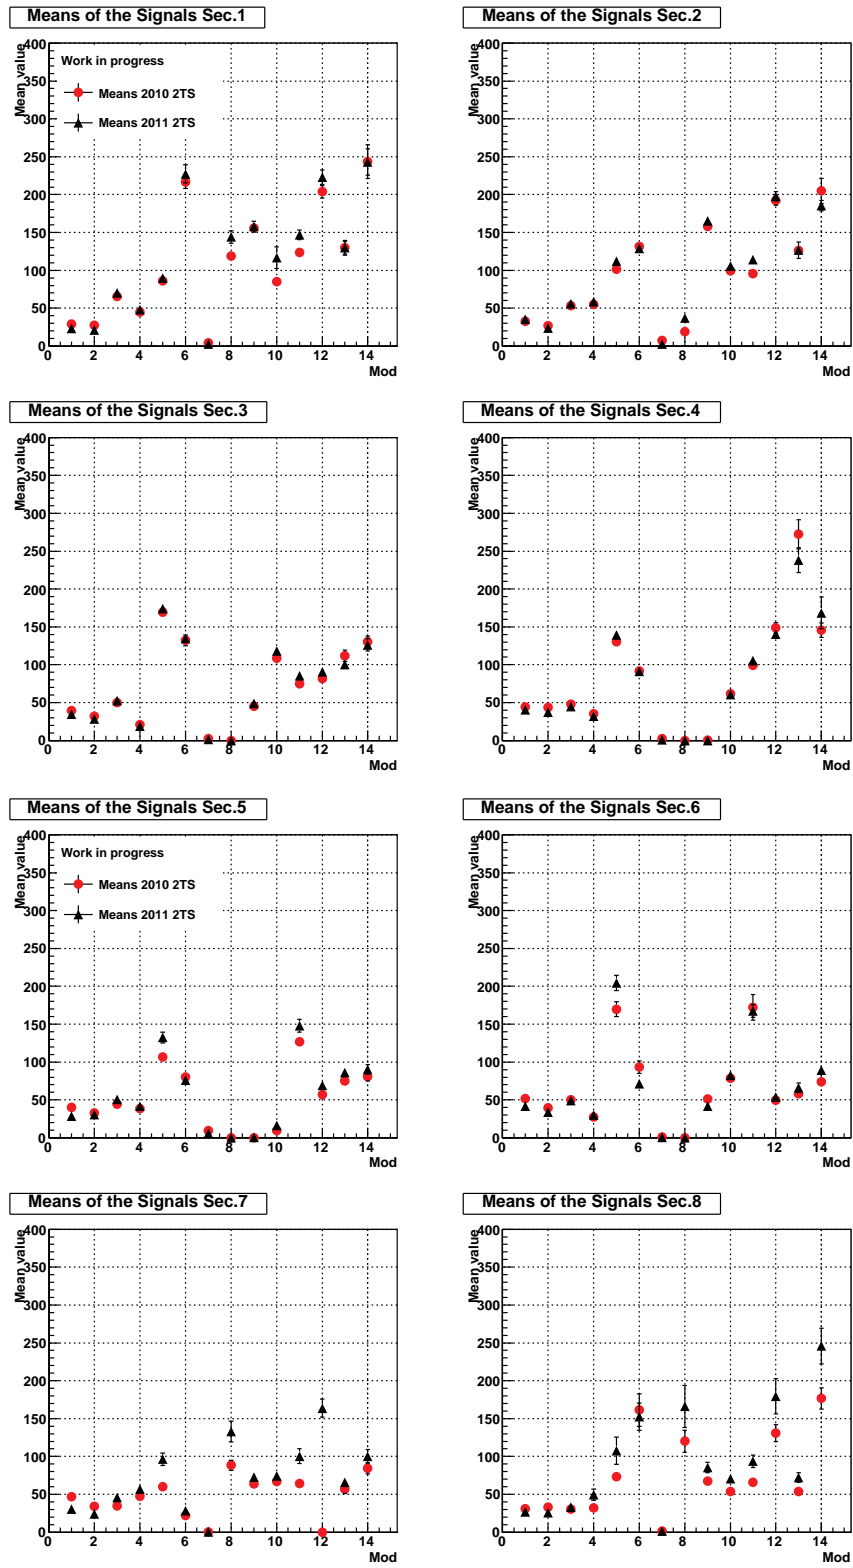 Means of the Signals Sec.1
Mean value
400
350
300
250
200
150
100
50
0
Work in progress
Means 2010 2TS
Means 2011 2TS
0 2 4 6 8 10 12 14
Mod
Means of the Signals Sec.2
Mean value
400
350
300
250
200
150
100
50
0
0 2 4 6 8 10 12 14
Mod
Means of the Signals Sec.3
Mean value
400
350
300
250
200
150
100
50
0
0 2 4 6 8 10 12 14
Mod
Means of the Signals Sec.4
Mean value
400
350
300
250
200
150
100
50
0
0 2 4 6 8 10 12 14
Mod
Means of the Signals Sec.5
Mean value
400
350
300
250
200
150
100
50
0
Work in progress
Means 2010 2TS
Means 2011 2TS
0 2 4 6 8 10 12 14
Mod
Means of the Signals Sec.6
Mean value
400
350
300
250
200
150
100
50
0
0 2 4 6 8 10 12 14
Mod
Means of the Signals Sec.7
Mean value
400
350
300
250
200
150
100
50
0
0 2 4 6 8 10 12 14
Mod
Means of the Signals Sec.8
Mean value
400
350
300
250
200
150
100
50
0
0 2 4 6 8 10 12 14
Mod